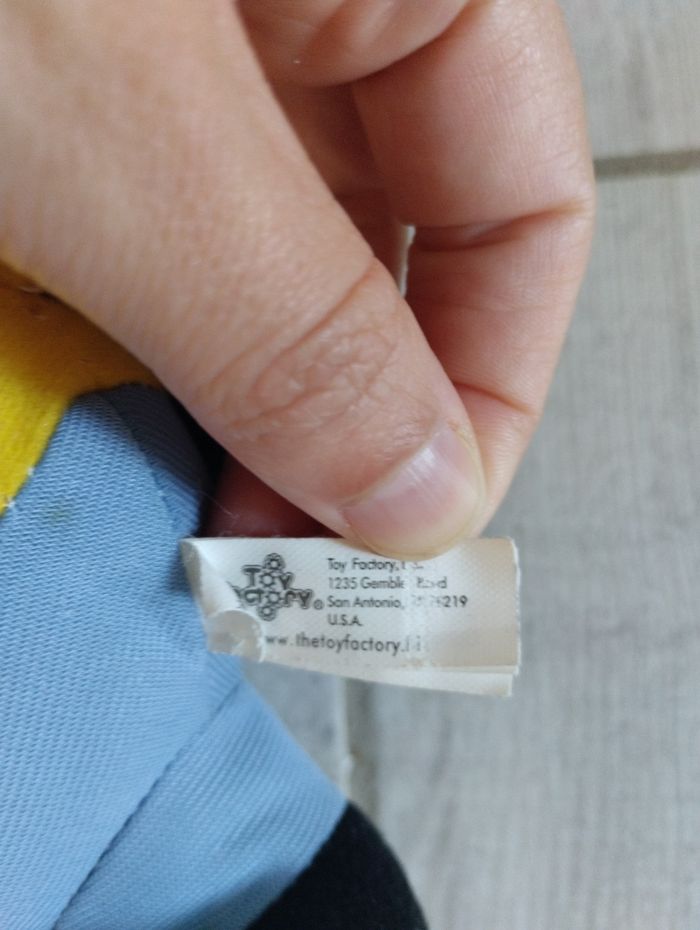 TOY
FACTORY®
Toy Factory,
1235 Gemble
San Antonio,
U.S.A.
www.thetoyfactory.